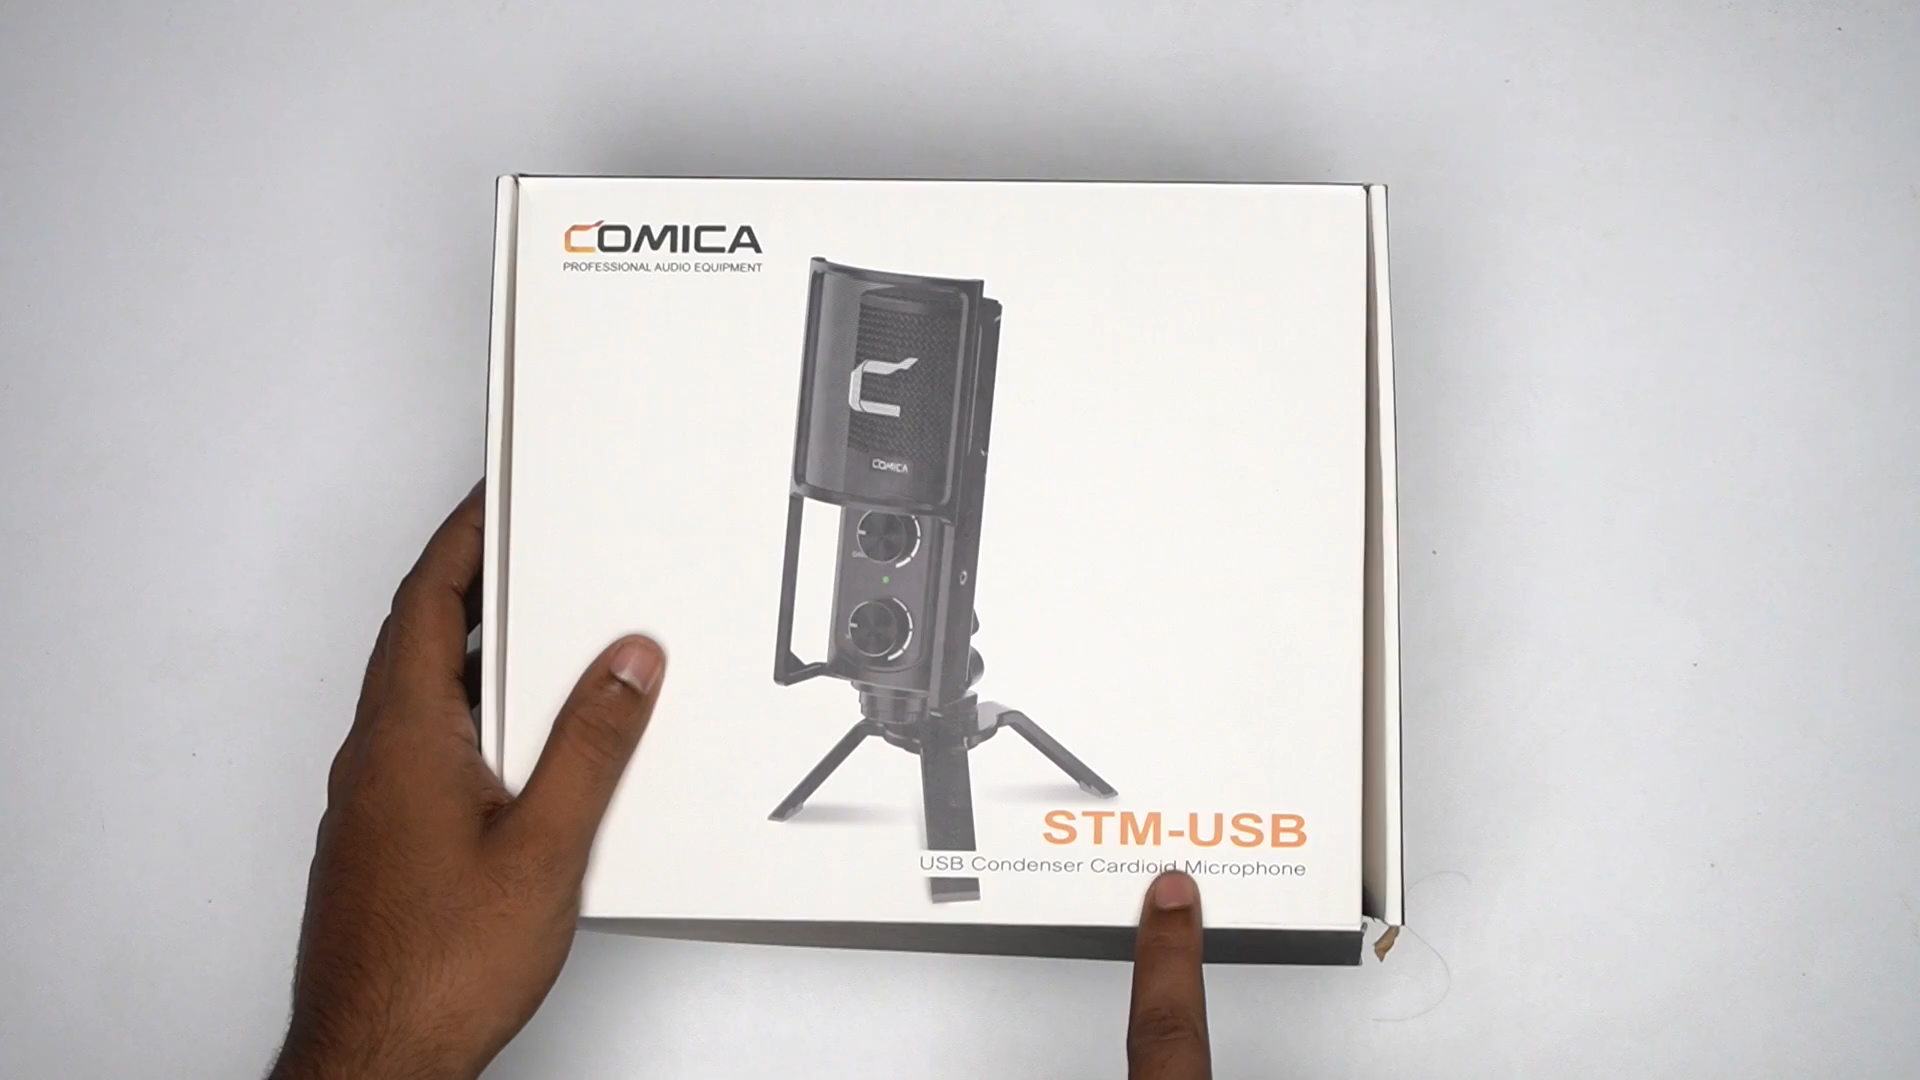 COMICA
PROFESSIONAL AUDIO EQUIPMENT
COMICA
STM-USB
USB Condenser Cardioid Microphone